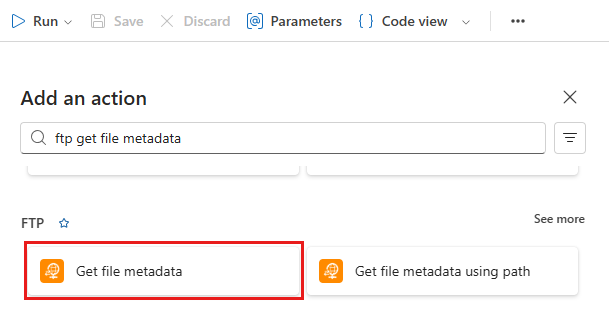 Run Save Discard Parameters Code view
Add an action
ftp get file metadata
FTP See more
Get file metadata Get file metadata using path